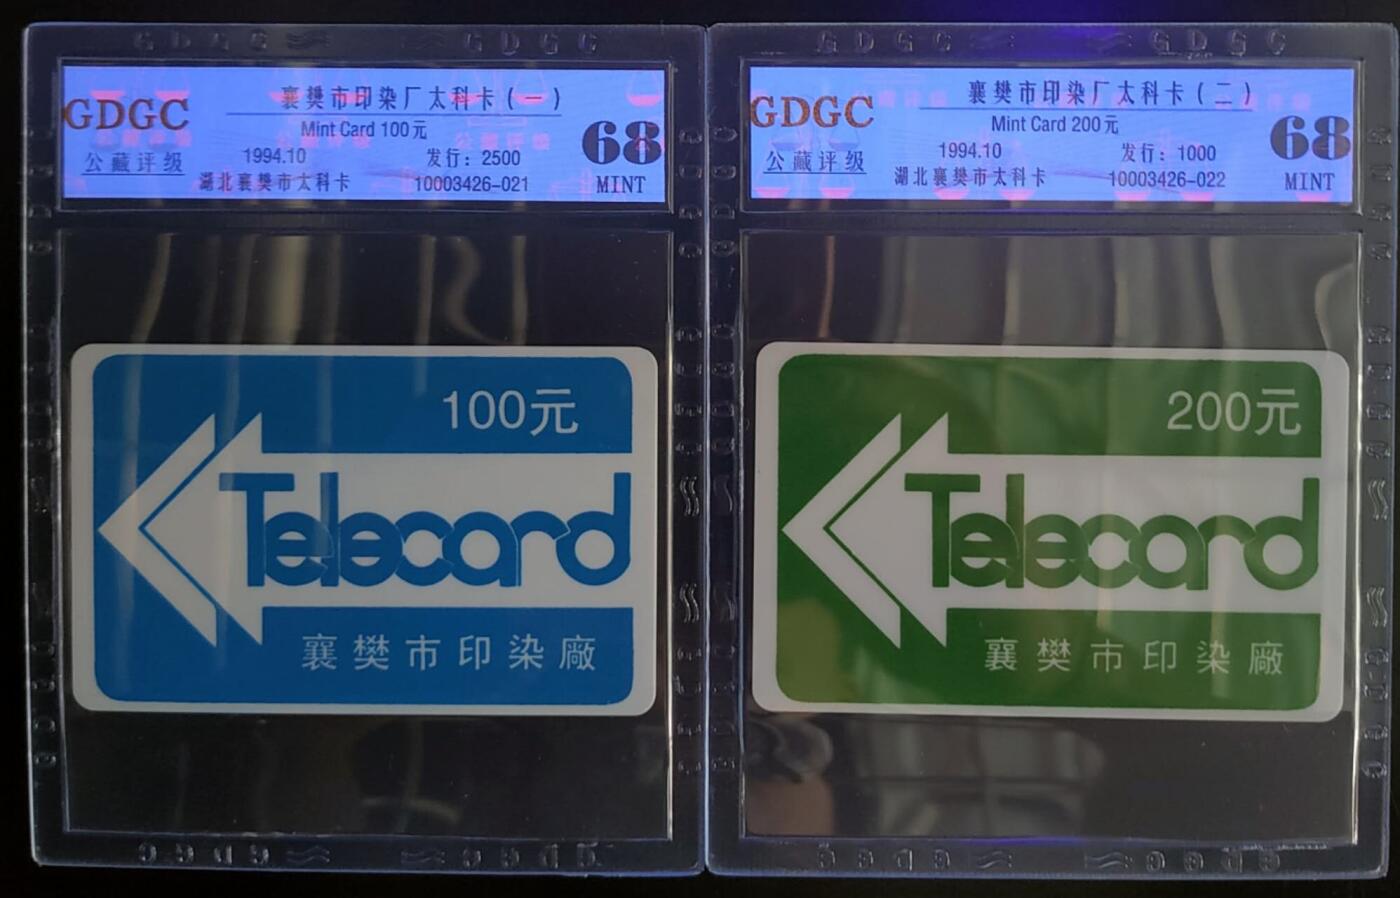 GDGC
襄樊市印染厂太科卡(一)
Mint Card 100元
68
1994.10
发行：2500
公藏评级
湖北襄樊市太科卡
10003426-021
MINT
100元
Telecard
襄樊市印染廠
GDGC
襄樊市印染厂太科卡(二)
Mint Card 200元
68
1994.10
发行：1000
公藏评级
湖北襄樊市太科卡
10003426-022
MINT
200元
Telecard
襄樊市印染廠